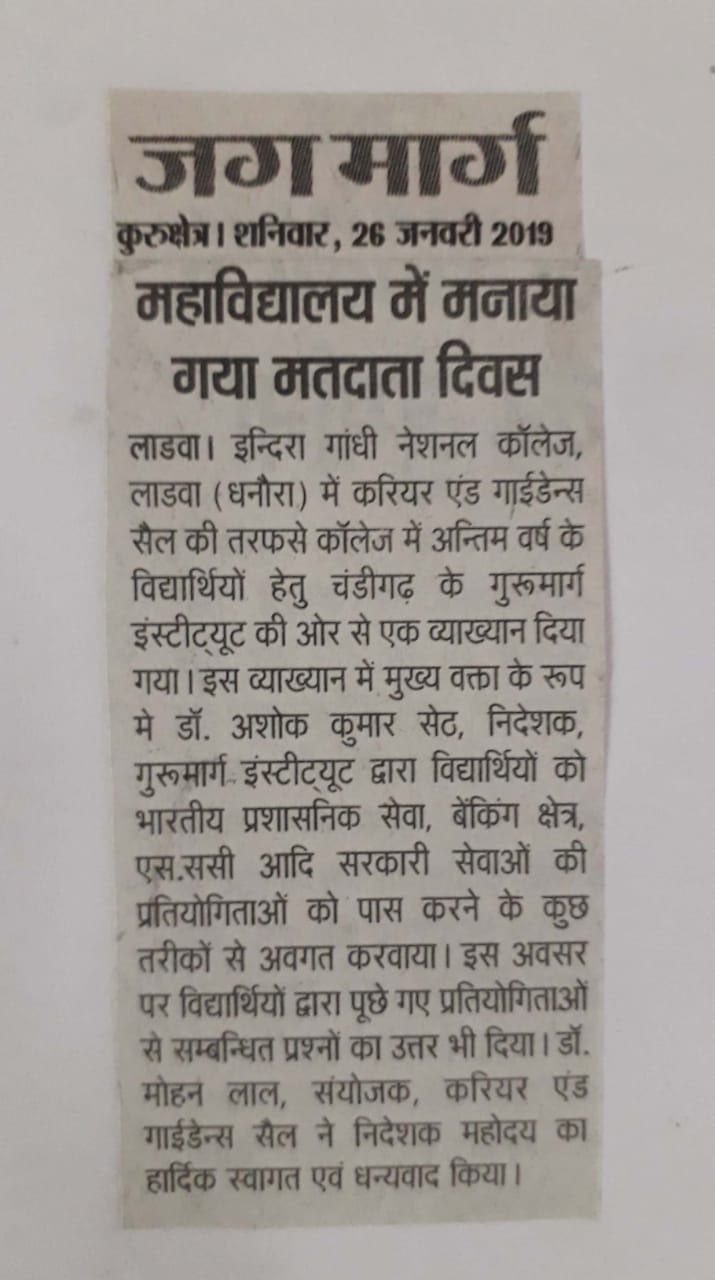 जग मार्ग
कुरुक्षेत्र। शनिवार, 26 जनवरी 2019
महाविद्यालय में मनाया
गया मतदाता दिवस
लाडवा। इन्दिरा गांधी नेशनल कॉलेज,
लाडवा (धनौरा) में करियर एंड गाईडेन्स
सैल की तरफसे कॉलेज में अन्तिम वर्ष के
विद्यार्थियों हेतु चंडीगढ़ के गुरूमार्ग
इंस्टीट्यूट की ओर से एक व्याख्यान दिया
गया। इस व्याख्यान में मुख्य वक्ता के रूप
मे डॉ. अशोक कुमार सेठ, निदेशक,
गुरूमार्ग इंस्टीट्यूट द्वारा विद्यार्थियों को
भारतीय प्रशासनिक सेवा, बेंकिंग क्षेत्र,
एस.ससी आदि सरकारी सेवाओं की
प्रतियोगिताओं को पास करने के कुछ
तरीकों से अवगत करवाया। इस अवसर
पर विद्यार्थियों द्वारा पूछे गए प्रतियोगिताओं
से सम्बन्धित प्रश्नों का उत्तर भी दिया। डॉ.
मोहन लाल, संयोजक, करियर एंड
गाईडेन्स सैल ने निदेशक महोदय का
हार्दिक स्वागत एवं धन्यवाद किया।